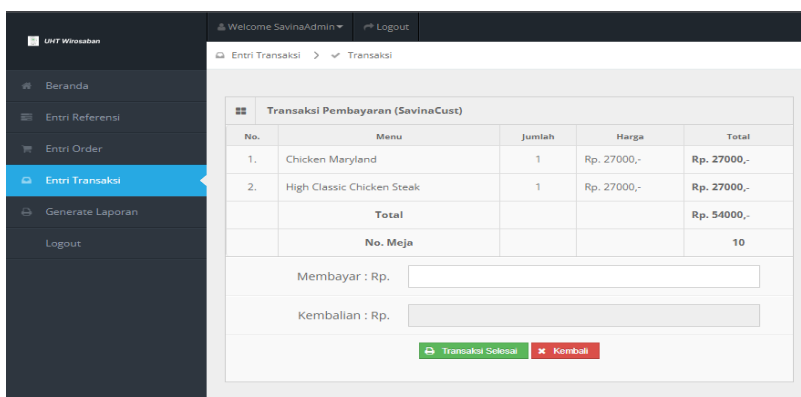 Welcome SavinaAdmin Logout
UHT Wirosaban
Entri Transaksi > Transaksi
Beranda
Entri Referensi
Entri Order
Entri Transaksi
Generate Laporan
Logout
Transaksi Pembayaran (SavinaCust)
No. Menu Jumlah Harga Total
1. Chicken Maryland 1 Rp. 27000,- Rp. 27000,-
2. High Classic Chicken Steak 1 Rp. 27000,- Rp. 27000,-
Total Rp. 54000,-
No. Meja 10
Membayar : Rp.
Kembalian : Rp.
Transaksi Selesai Kembali